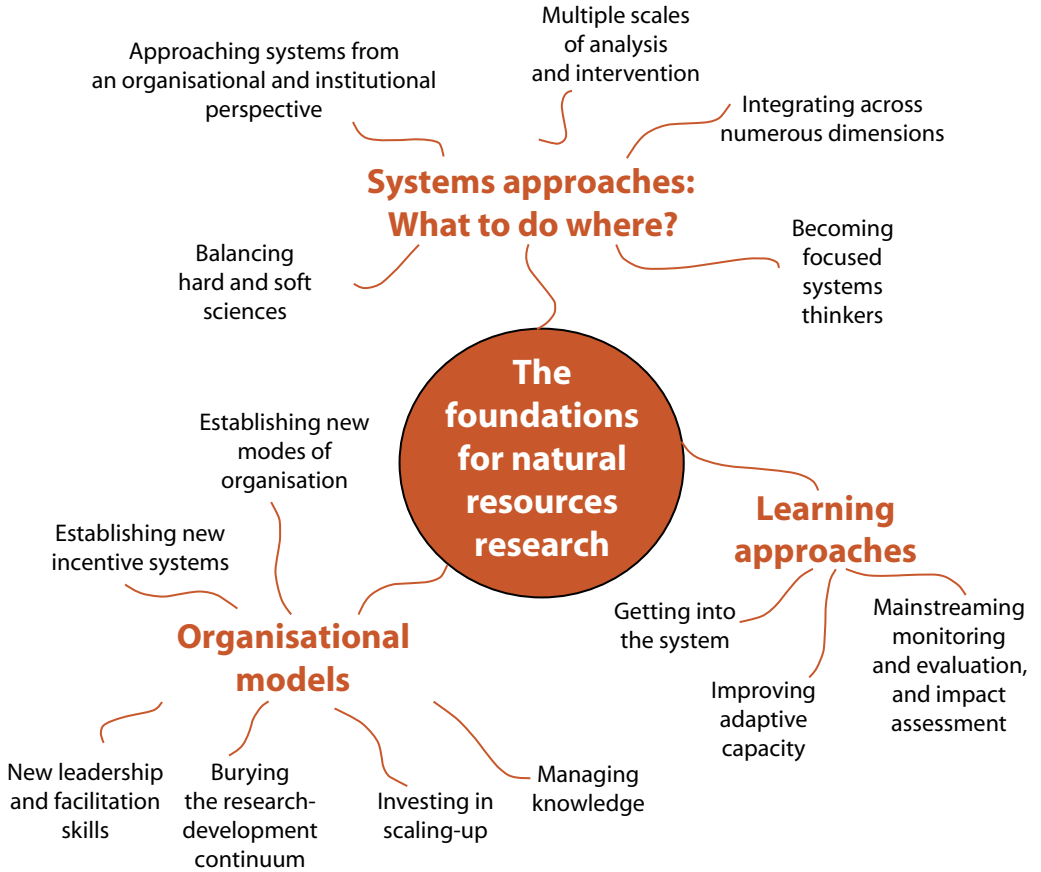 Multiple scales
of analysis
and intervention
Approaching systems from
an organisational and institutional
perspective
Integrating across
numerous dimensions
Systems approaches:
What to do where?
Balancing
hard and soft
sciences
Becoming
focused
systems
thinkers
The
foundations
for natural
resources
research
Establishing new
modes of
organisation
Establishing new
incentive systems
Learning
approaches
Getting into
the system
Improving
adaptive
capacity
Mainstreaming
monitoring
and evaluation,
and impact
assessment
Organisational
models
New leadership
and facilitation
skills
Burying
the research-
development
continuum
Investing in
scaling-up
Managing
knowledge